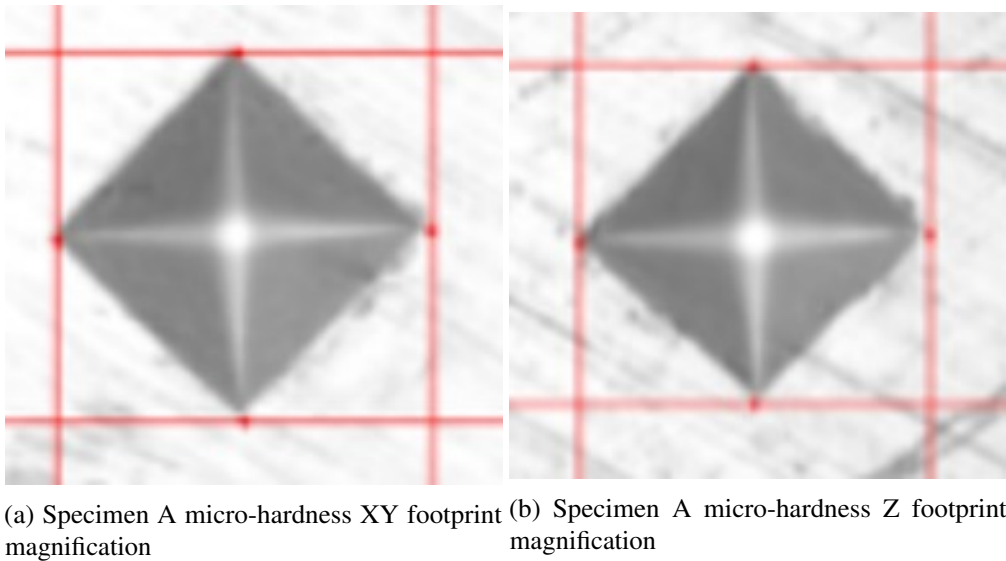 (a) Specimen A micro-hardness XY footprint
magnification
(b) Specimen A micro-hardness Z footprint
magnification